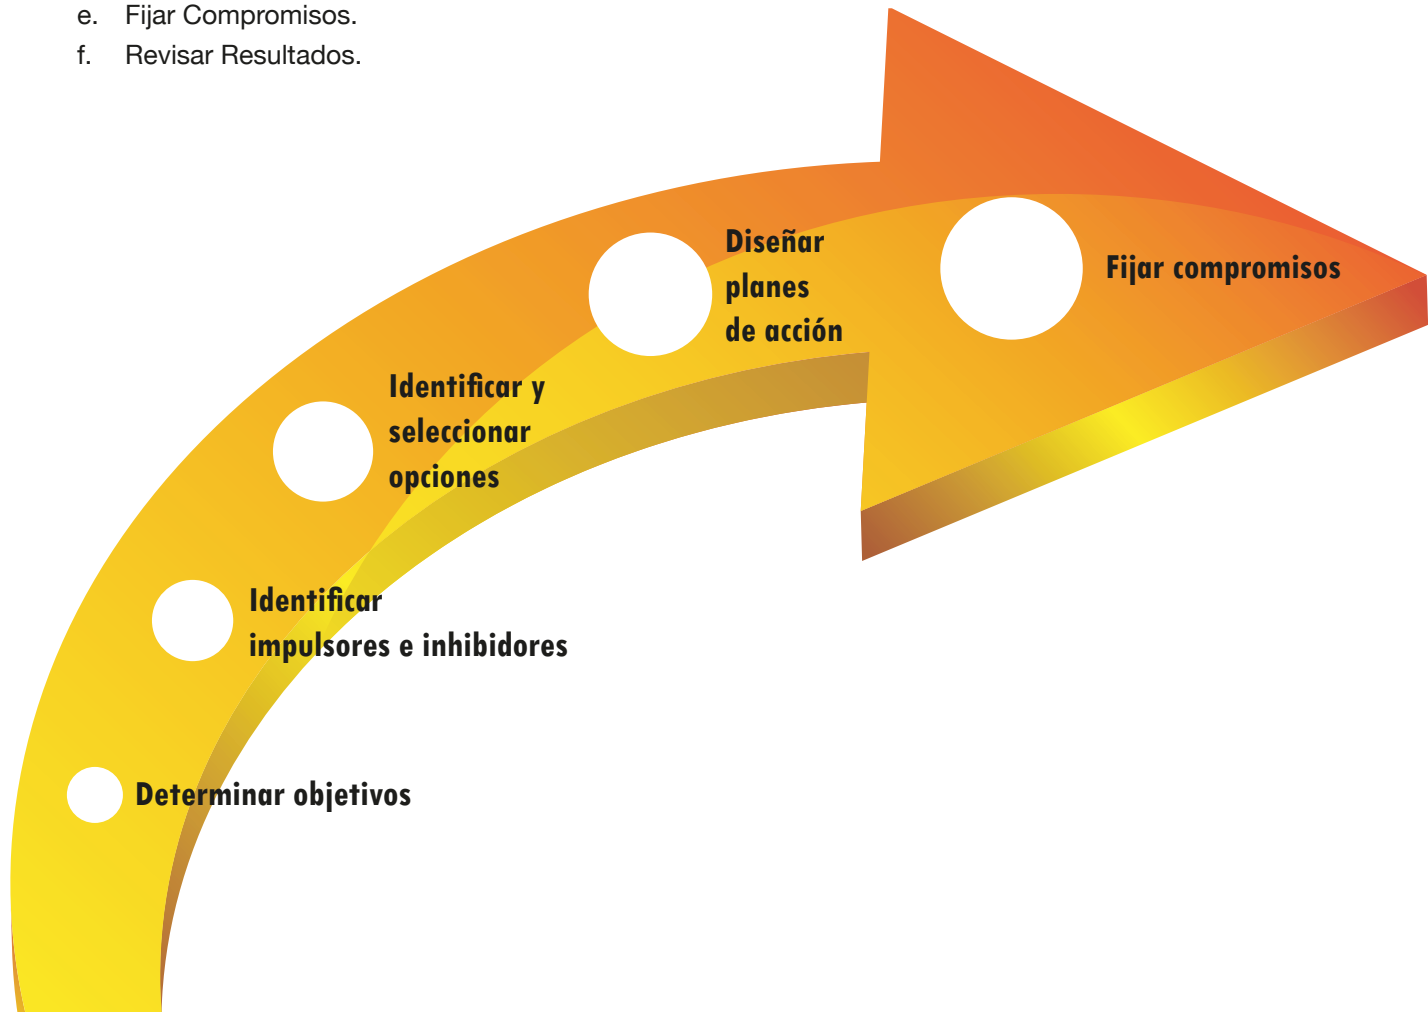 e. Fijar Compromisos.
f. Revisar Resultados.
Diseñar
planes
de acción
Fijar compromisos
Identificar y
seleccionar
opciones
Identificar
impulsores e inhibidores
Determinar objetivos